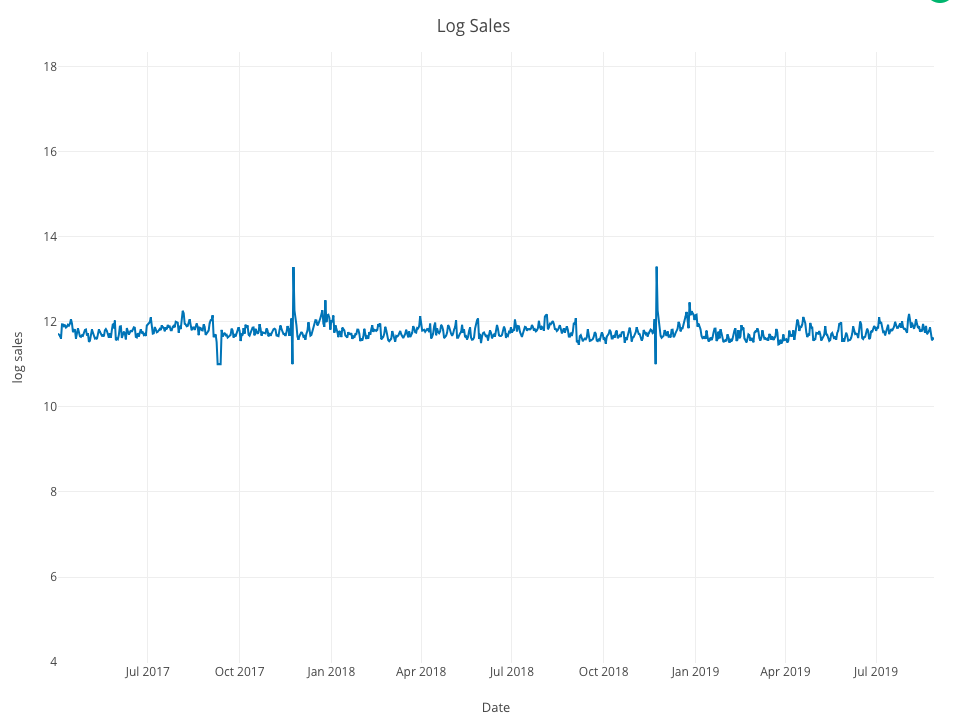 Log Sales
18
16
14
12
10
8
6
4
log sales
Jul 2017
Oct 2017
Jan 2018
Apr 2018
Jul 2018
Oct 2018
Jan 2019
Apr 2019
Jul 2019
Date